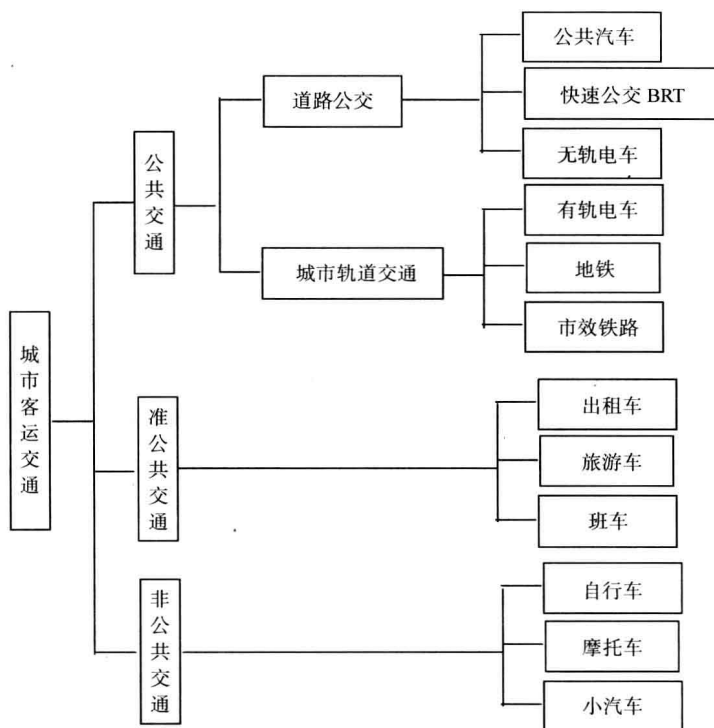 城市客运交通
公共交通
道路公交
公共汽车
快速公交 BRT
无轨电车
城市轨道交通
有轨电车
地铁
市效铁路
准公共交通
出租车
旅游车
班车
非公共交通
自行车
摩托车
小汽车